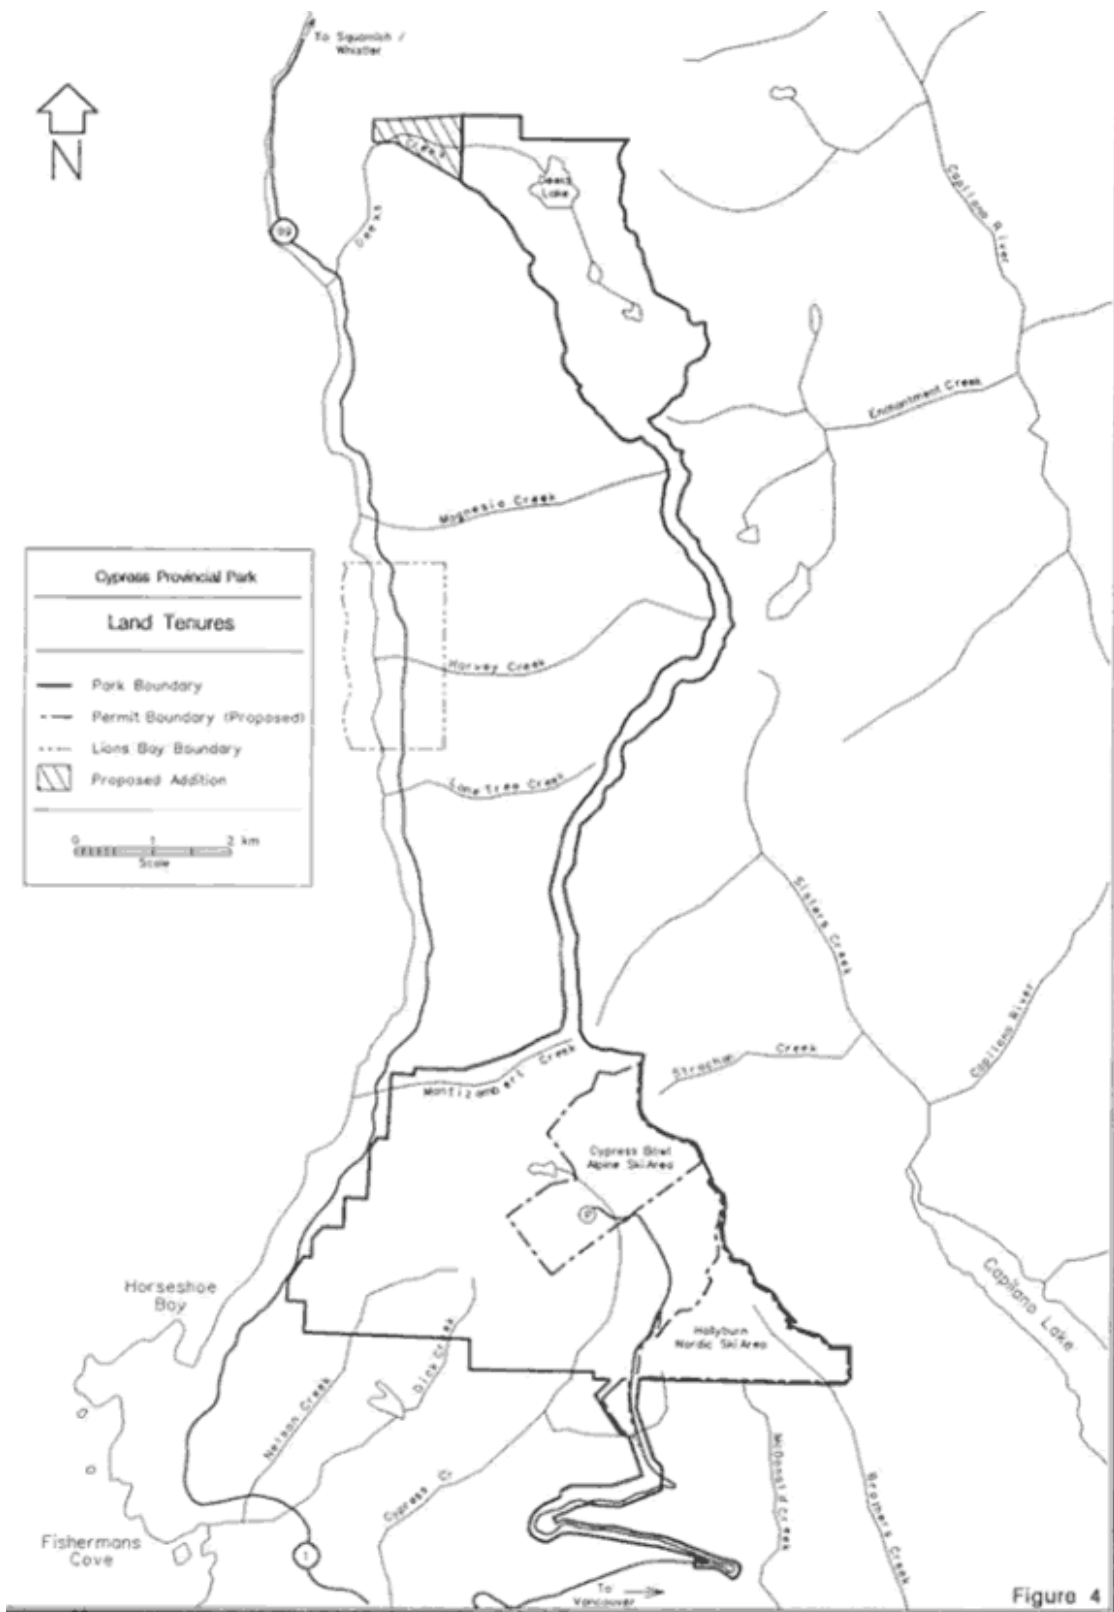 To Squamish /
Whistler
N
99
Creek
Deeks
Lake
Deeks
Capilano River
Enchantment Creek
Magnesia Creek
Cypress Provincial Park
Land Tenures
Park Boundary
Permit Boundary (Proposed)
Lions Bay Boundary
Proposed Addition
0 1 2 km
Scale
Harvey Creek
Lone Tree Creek
Sisters Creek
Capilano River
Strachan Creek
Montizambert Creek
Cypress Bowl
Alpine Ski Area
P
Horseshoe
Bay
Capilano Lake
Hollyburn
Nordic Ski Area
Dick Creek
Nelson Creek
Cypress Cr
McDonald Creek
Brothers Creek
Fishermans
Cove
1
To
Vancouver
Figure 4